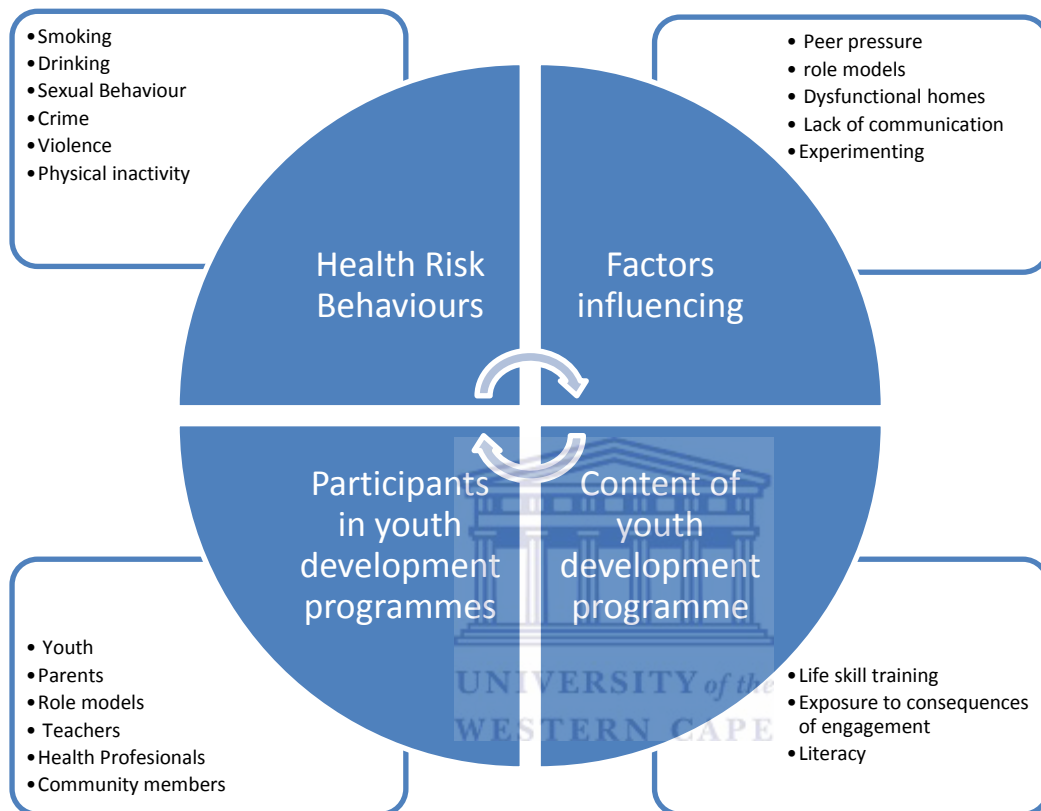 •Smoking
•Drinking
•Sexual Behaviour
•Crime
•Violence
•Physical inactivity
• Peer pressure
• role models
• Dysfunctional homes
• Lack of communication
•Experimenting
Health Risk
Behaviours
Factors
influencing
Participants
in youth
development
programmes
Content of
youth
development
programme
• Youth
•Parents
•Role models
• Teachers
•Health Profesionals
•Community members
•Life skill training
•Exposure to consequences
of engagement
•Literacy
UNIVERSITY of the
WESTERN CAPE